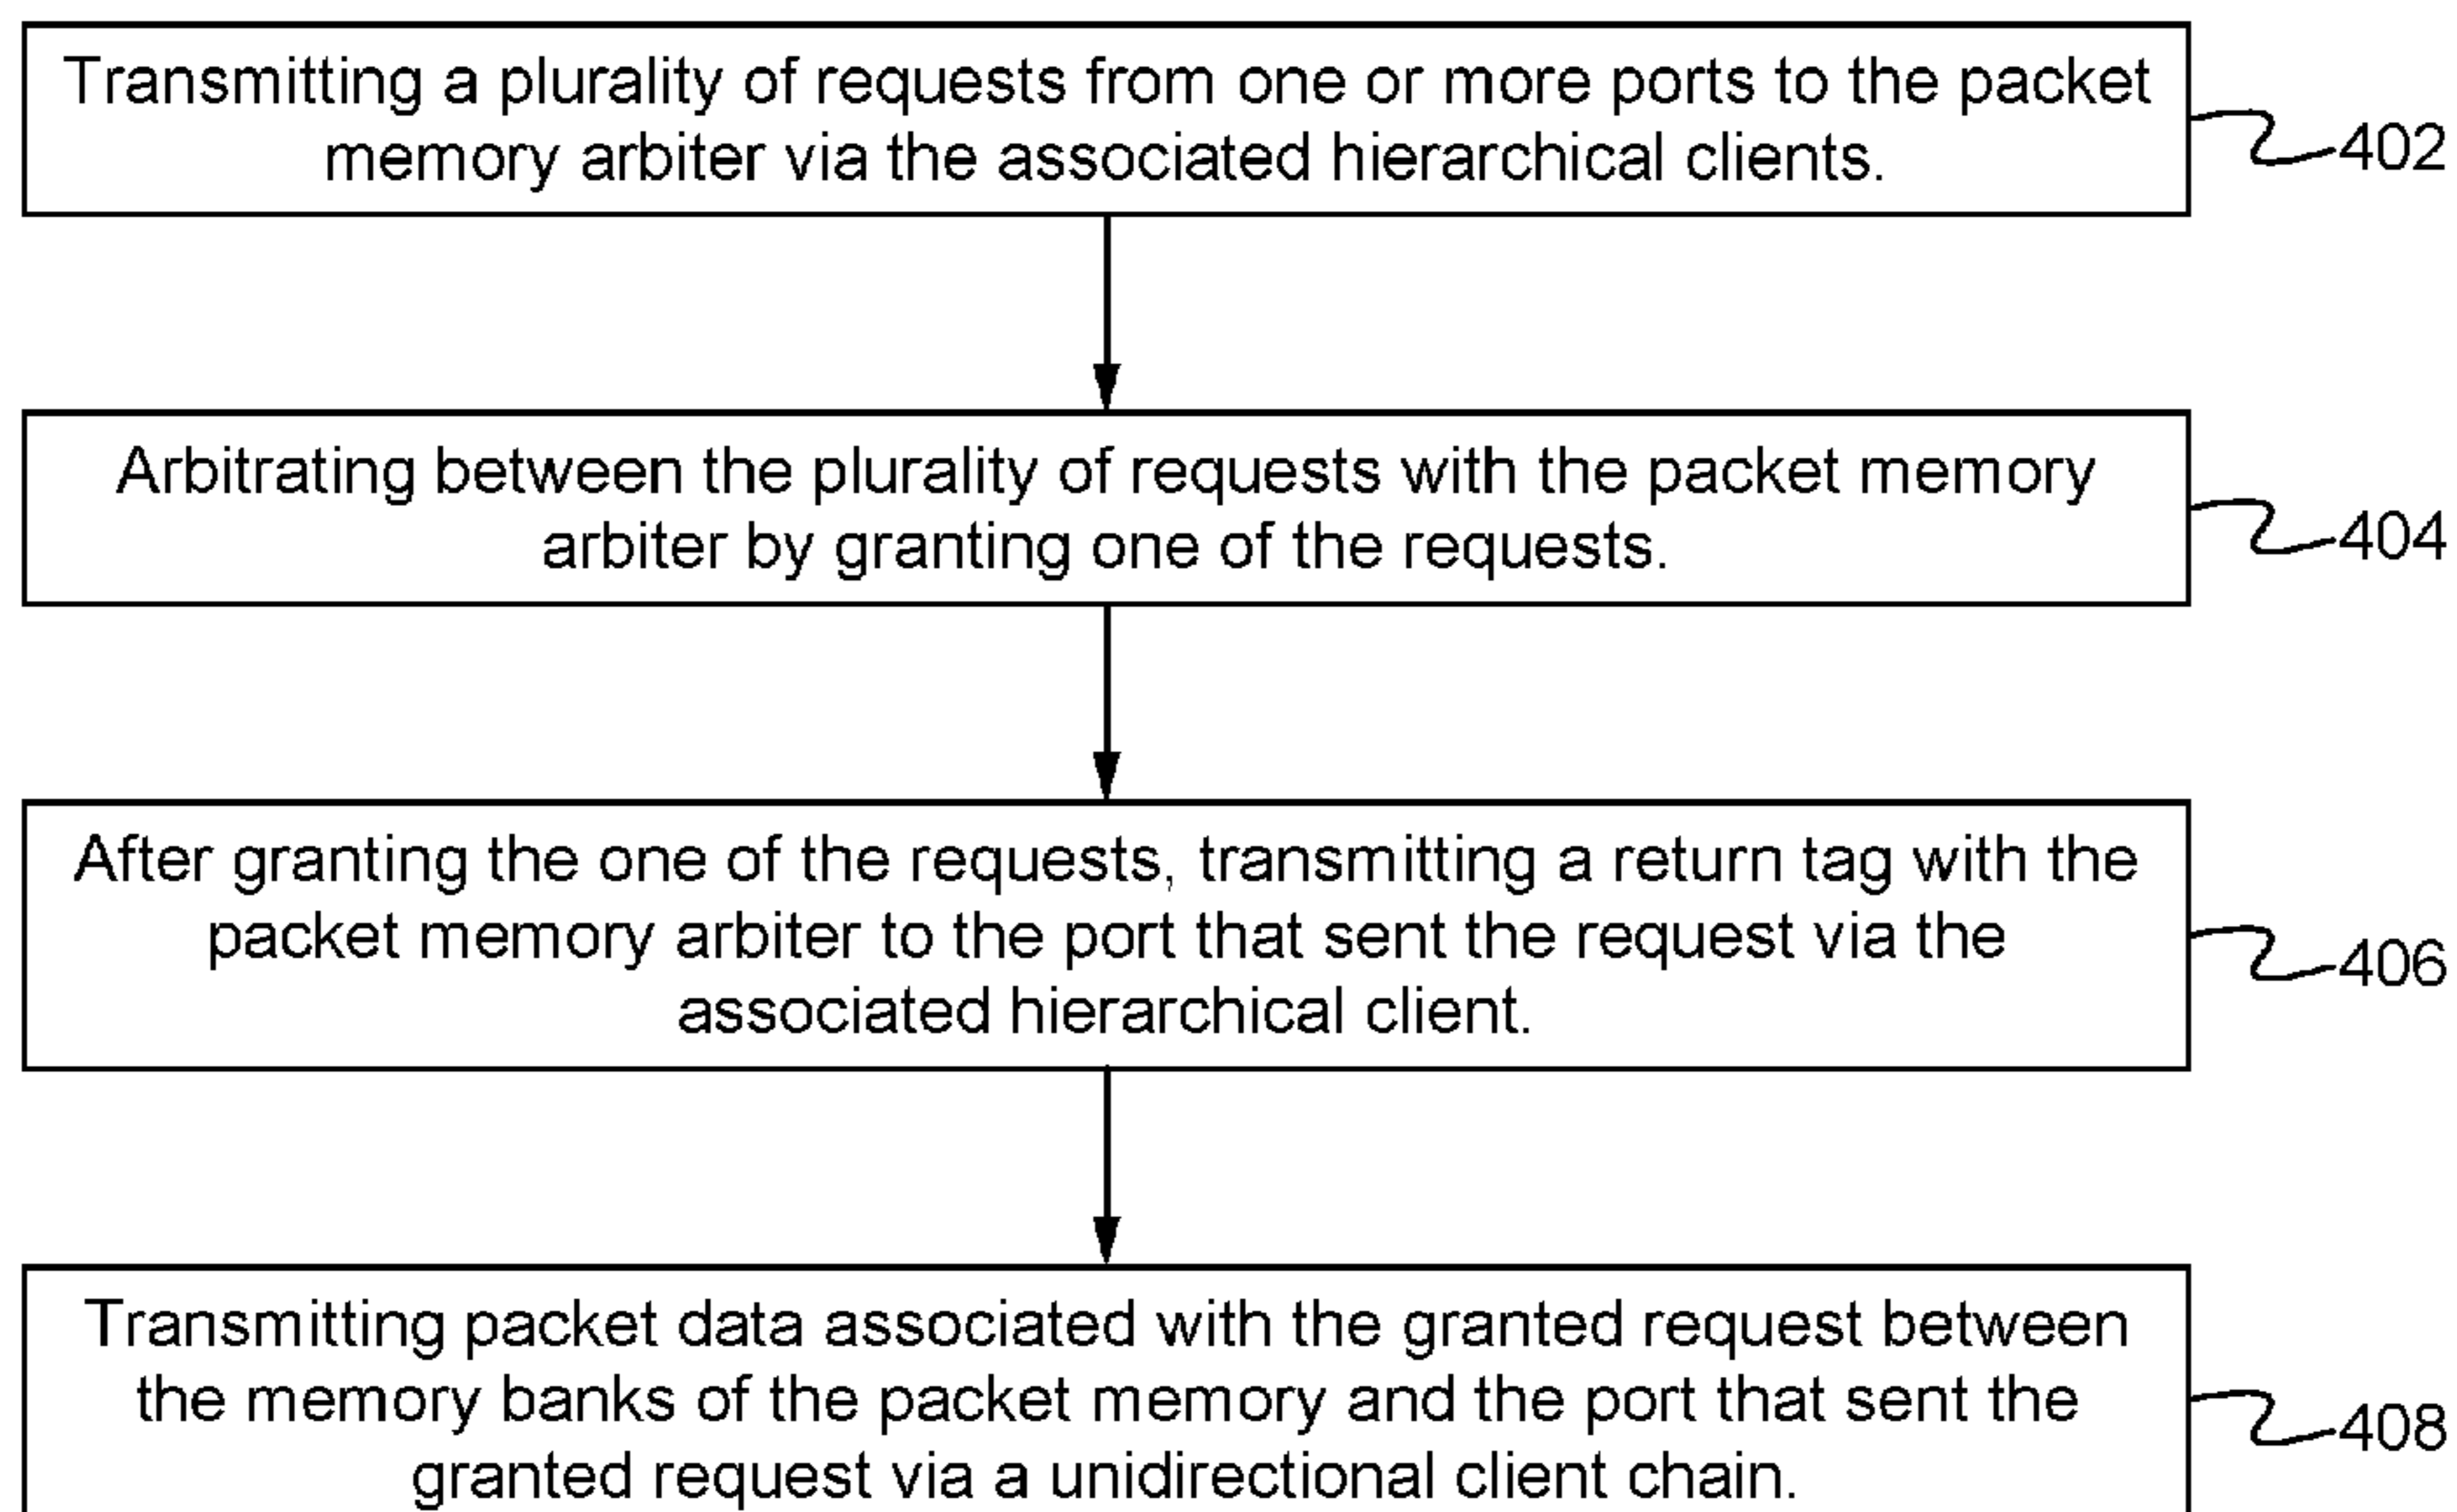 Transmitting a plurality of requests from one or more ports to the packet
memory arbiter via the associated hierarchical clients.
402
Arbitrating between the plurality of requests with the packet memory
arbiter by granting one of the requests.
404
After granting the one of the requests, transmitting a return tag with the
packet memory arbiter to the port that sent the request via the
associated hierarchical client.
406
Transmitting packet data associated with the granted request between
the memory banks of the packet memory and the port that sent the
granted request via a unidirectional client chain.
408